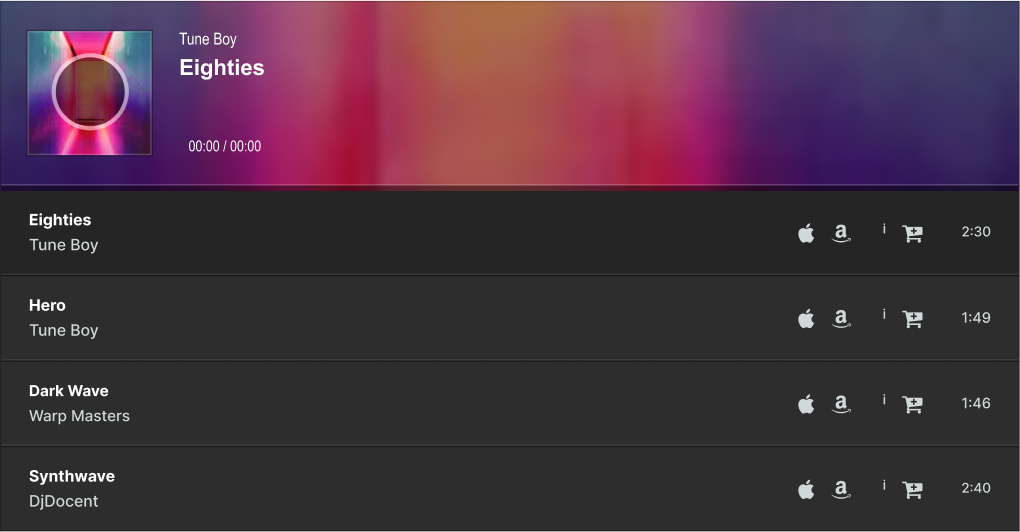 Tune Boy
Eighties
00:00 / 00:00
Eighties
Tune Boy
i
2:30
Hero
Tune Boy
i
1:49
Dark Wave
Warp Masters
i
1:46
Synthwave
DjDocent
i
2:40